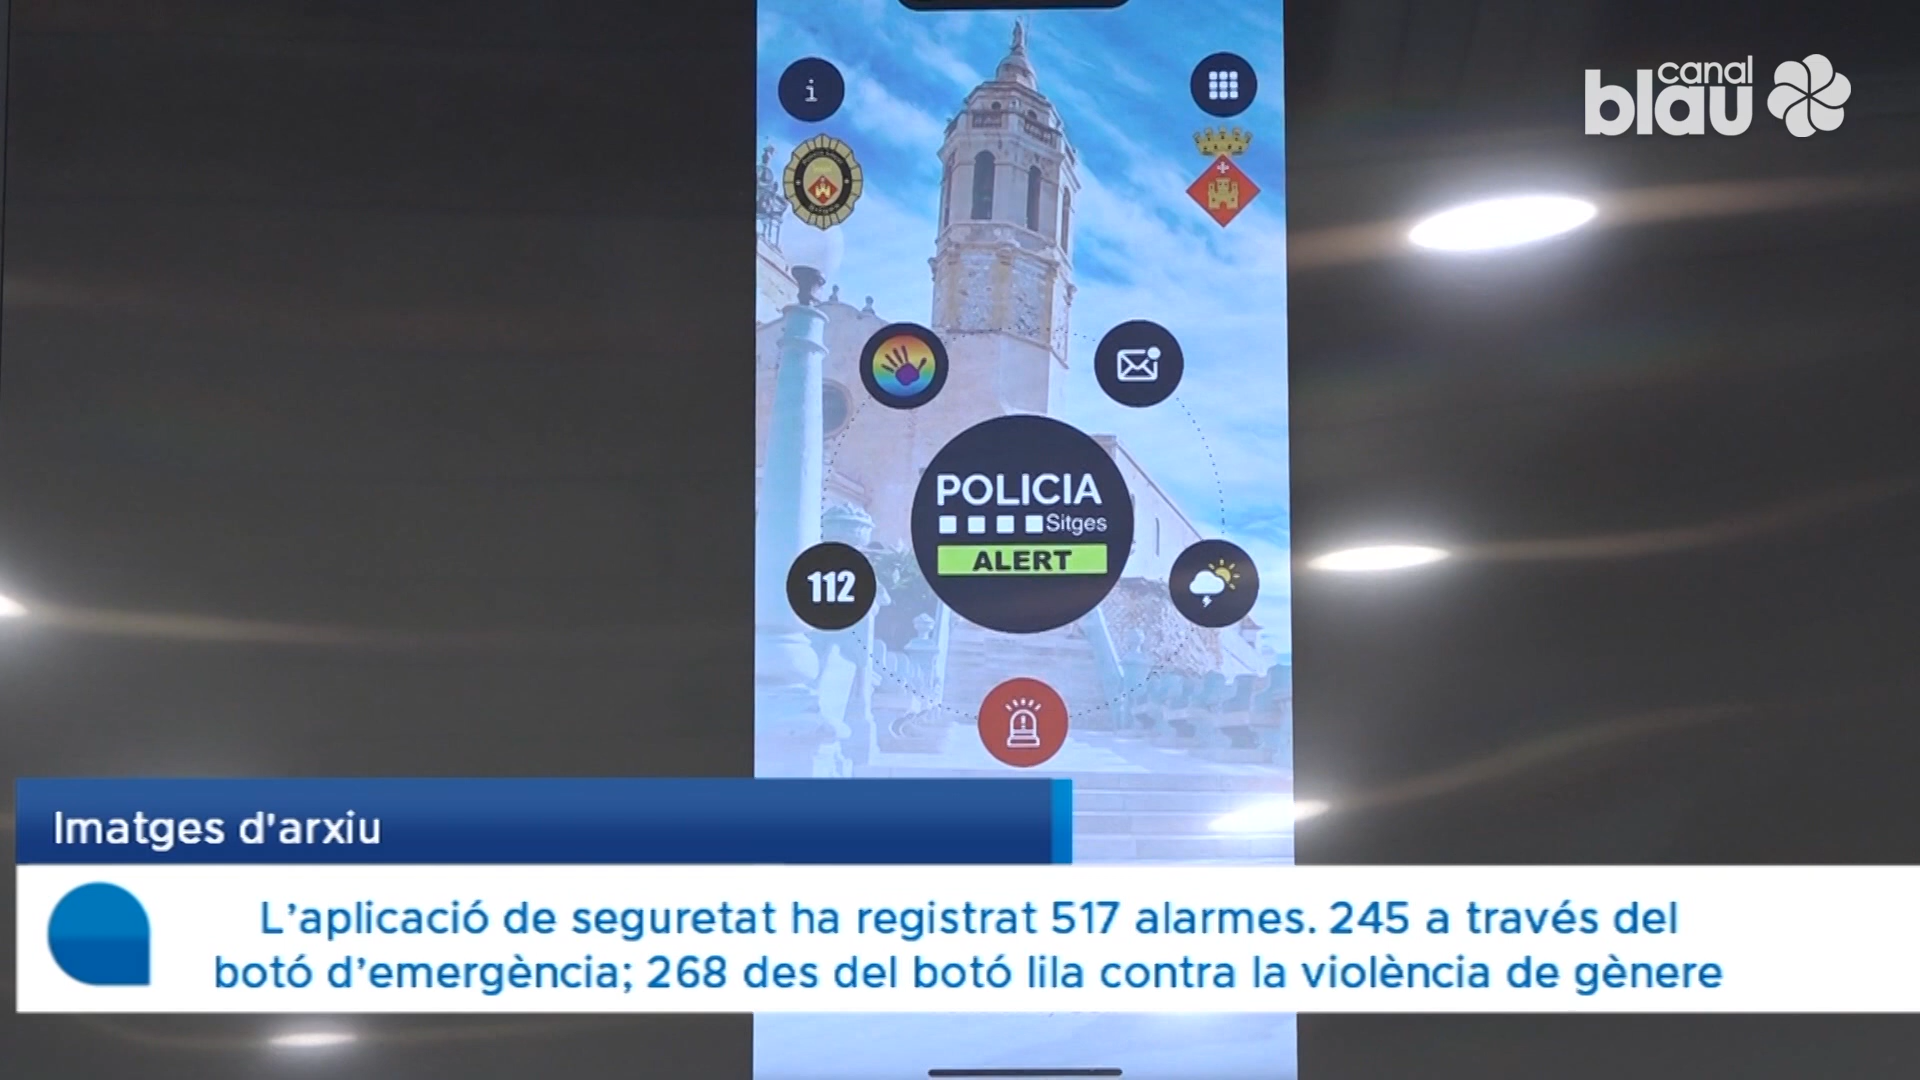 canal
blau
i
POLICIA
Sitges
ALERT
112
Imatges d'arxiu
L'aplicació de seguretat ha registrat 517 alarmes. 245 a través del
botó d'emergència; 268 des del botó lila contra la violència de gènere